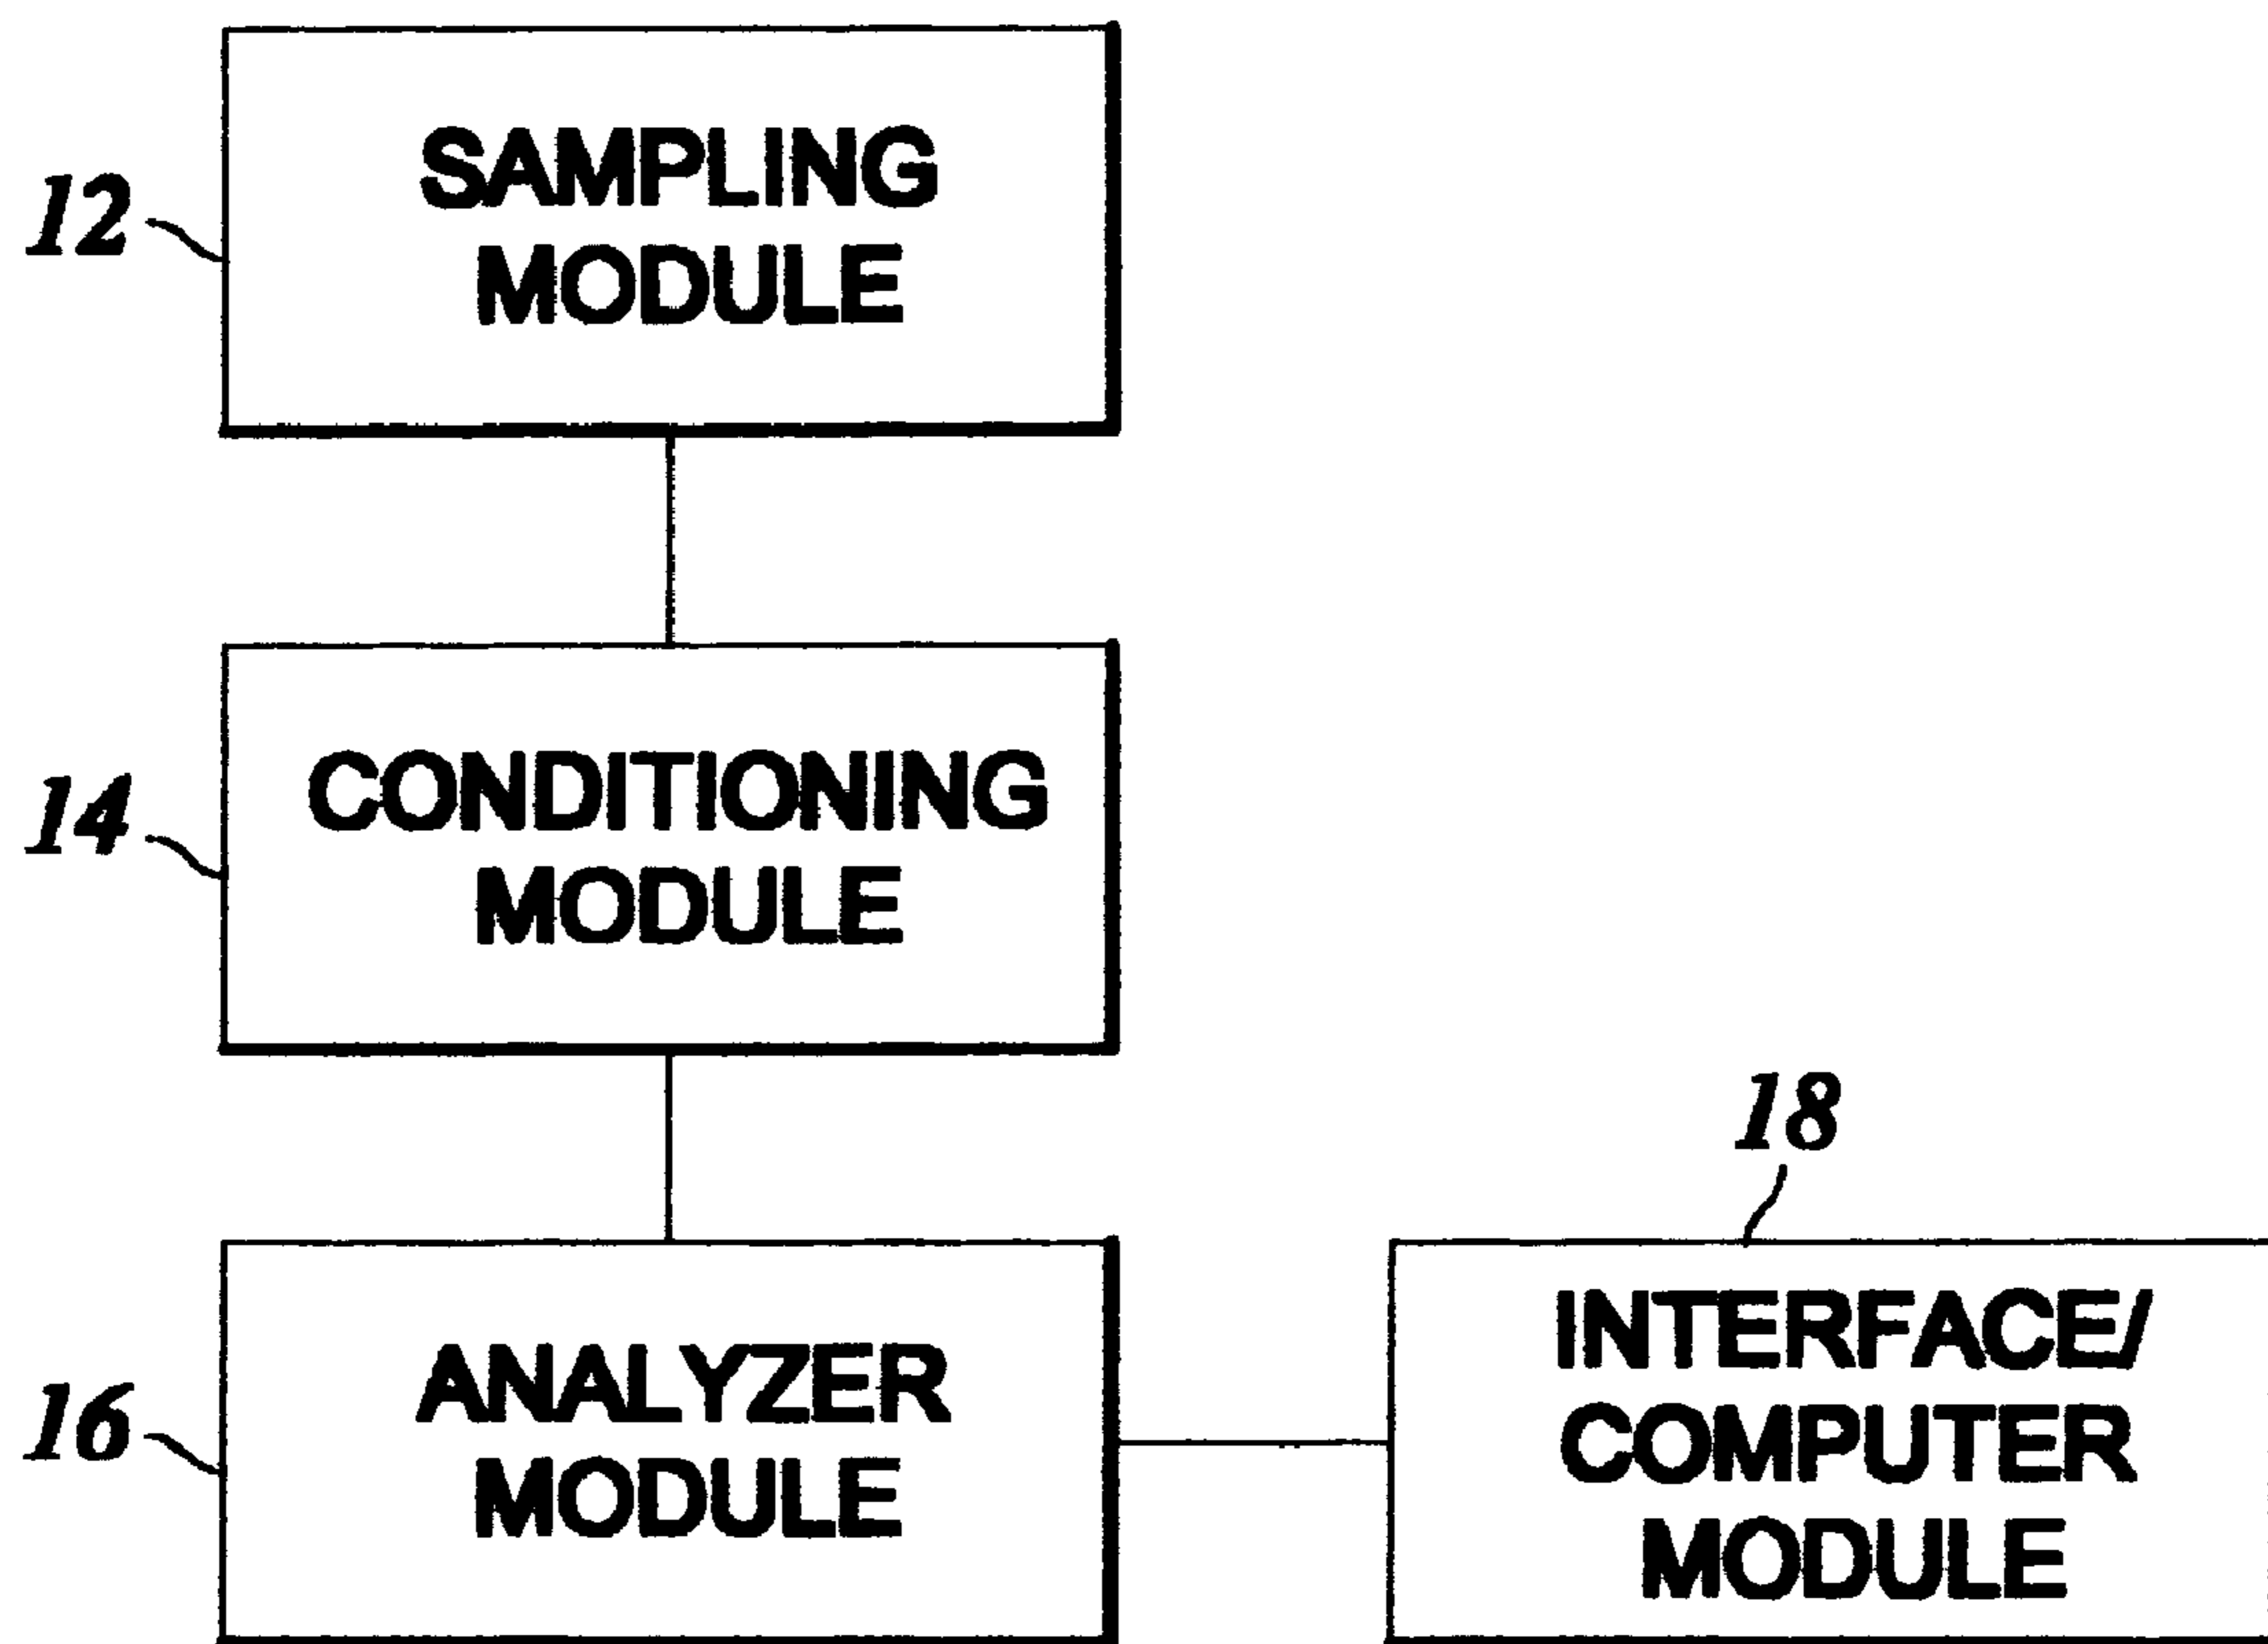 12
SAMPLING
MODULE
14
CONDITIONING
MODULE
18
16
ANALYZER
MODULE
INTERFACE/
COMPUTER
MODULE